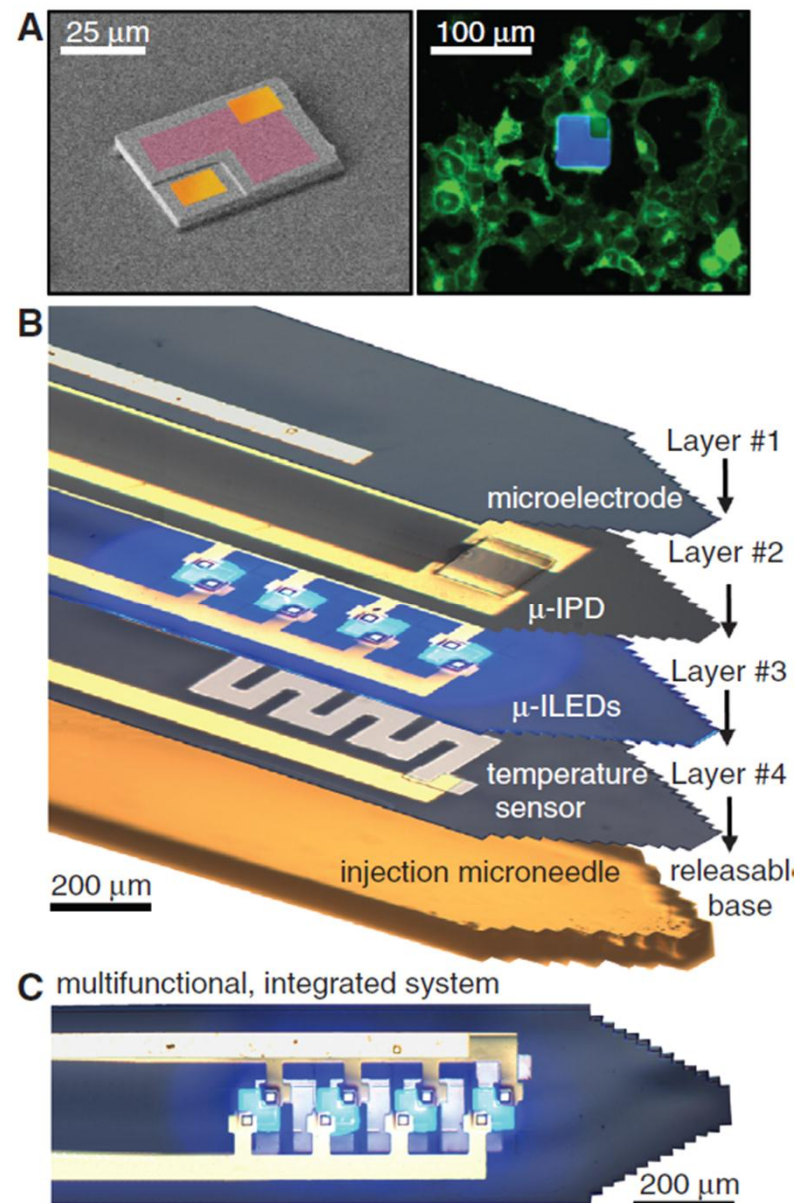 A
25 μm
100 μm
B
Layer #1
microelectrode
Layer #2
μ-IPD
Layer #3
μ-ILEDs
Layer #4
temperature
sensor
injection microneedle
releasable
base
200 μm
C multifunctional, integrated system
200 μm